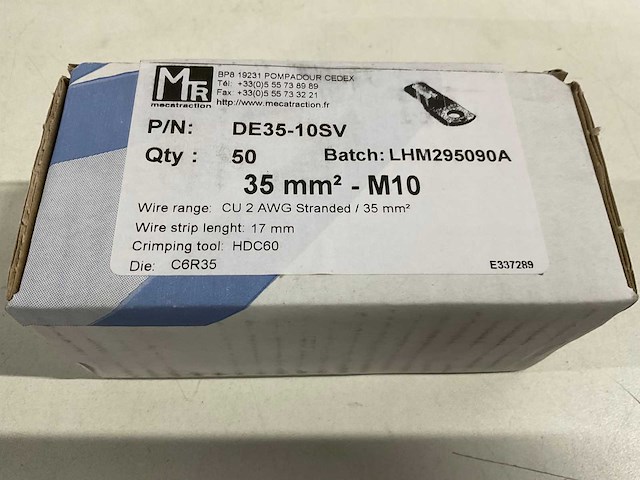 MTR
mecatraction
BP8 19231 POMPADOUR CEDEX
Tél: +33(0)5 55 73 89 89
Fax: +33(0)5 55 73 32 21
http://www.mecatraction.fr
P/N: DE35-10SV
Qty : 50 Batch: LHM295090A
35 mm² - M10
Wire range: CU 2 AWG Stranded / 35 mm²
Wire strip lenght: 17 mm
Crimping tool: HDC60
Die: C6R35
E337289